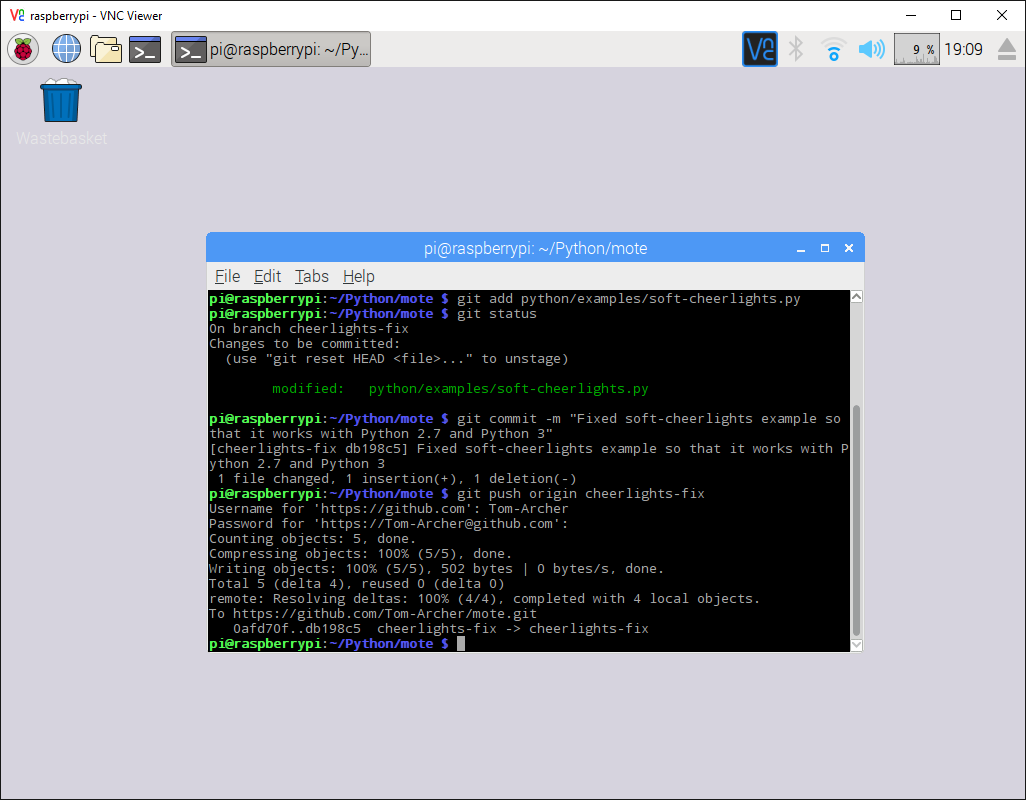 raspberrypi - VNC Viewer
pi@raspberrypi: ~/Py...
9 %
19:09
Wastebasket
pi@raspberrypi: ~/Python/mote
File Edit Tabs Help
pi@raspberrypi:~/Python/mote $ git add python/examples/soft-cheerlights.py
pi@raspberrypi:~/Python/mote $ git status
On branch cheerlights-fix
Changes to be committed:
  (use "git reset HEAD <file>..." to unstage)
        modified:   python/examples/soft-cheerlights.py
pi@raspberrypi:~/Python/mote $ git commit -m "Fixed soft-cheerlights example so
that it works with Python 2.7 and Python 3"
[cheerlights-fix db198c5] Fixed soft-cheerlights example so that it works with P
ython 2.7 and Python 3
 1 file changed, 1 insertion(+), 1 deletion(-)
pi@raspberrypi:~/Python/mote $ git push origin cheerlights-fix
Username for 'https://github.com': Tom-Archer
Password for 'https://Tom-Archer@github.com':
Counting objects: 5, done.
Compressing objects: 100% (5/5), done.
Writing objects: 100% (5/5), 502 bytes | 0 bytes/s, done.
Total 5 (delta 4), reused 0 (delta 0)
remote: Resolving deltas: 100% (4/4), completed with 4 local objects.
To https://github.com/Tom-Archer/mote.git
   0afd70f..db198c5  cheerlights-fix -> cheerlights-fix
pi@raspberrypi:~/Python/mote $